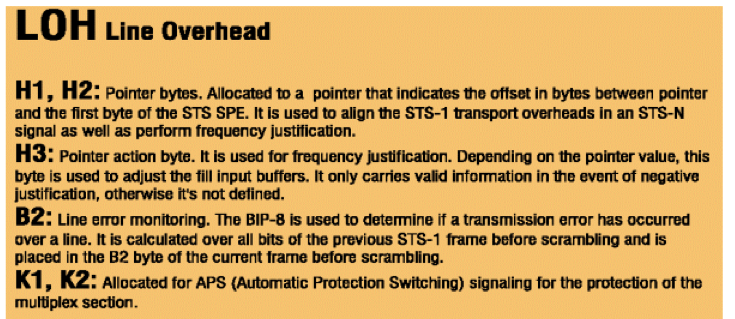 LOH Line Overhead
H1, H2: Pointer bytes. Allocated to a pointer that indicates the offset in bytes between pointer
and the first byte of the STS SPE. It is used to align the STS-1 transport overheads in an STS-N
signal as well as perform frequency justification.
H3: Pointer action byte. It is used for frequency justification. Depending on the pointer value, this
byte is used to adjust the fill input buffers. It only carries valid information in the event of negative
justification, otherwise it's not defined.
B2: Line error monitoring. The BIP-8 is used to determine if a transmission error has occurred
over a line. It is calculated over all bits of the previous STS-1 frame before scrambling and is
placed in the B2 byte of the current frame before scrambling.
K1, K2: Allocated for APS (Automatic Protection Switching) signaling for the protection of the
multiplex section.